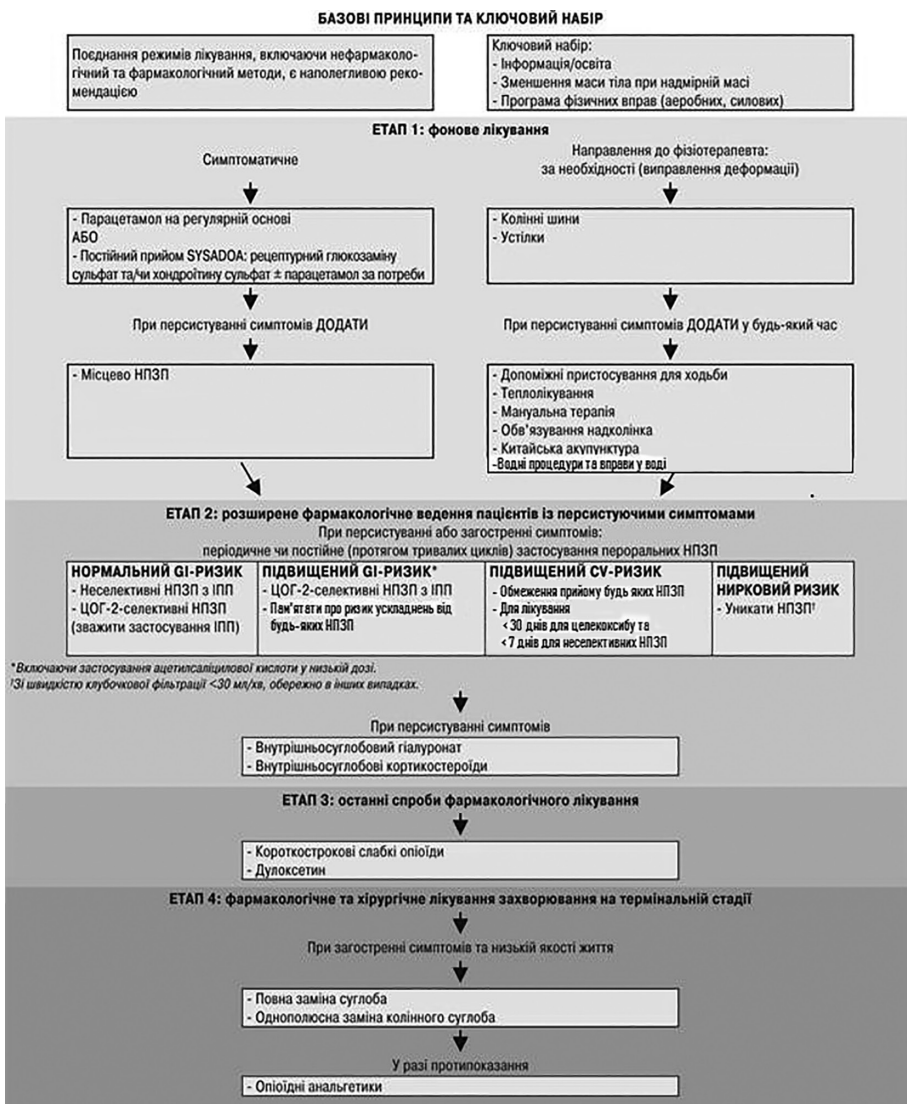 БАЗОВІ ПРИНЦИПИ ТА КЛЮЧОВИЙ НАБІР
Поєднання режимів лікування, включаючи нефармаколо-
гічний та фармакологічний методи, є наполегливою реко-
мендацією
Ключовий набір:
- Інформація/освіта
- Зменшення маси тіла при надмірній масі
- Програма фізичних вправ (аеробних, силових)
ЕТАП 1: фонове лікування
Симптоматичне
- Парацетамол на регулярній основі
АБО
- Постійний прийом SYSADOA: рецептурний глюкозаміну
сульфат та/чи хондроїтину сульфат ± парацетамол за потреби
При персистуванні симптомів ДОДАТИ
- Місцево НПЗП
Направлення до фізіотерапевта:
за необхідності (виправлення деформації)
- Колінні шини
- Устілки
При персистуванні симптомів ДОДАТИ у будь-який час
- Допоміжні пристосування для ходьби
- Теплолікування
- Мануальна терапія
- Обв'язування надколінка
- Китайська акупунктура
-Водні процедури та вправи у воді
ЕТАП 2: розширене фармакологічне ведення пацієнтів із персистуючими симптомами
При персистуванні або загостренні симптомів:
періодичне чи постійне (протягом тривалих циклів) застосування пероральних НПЗП
НОРМАЛЬНИЙ GI-РИЗИК
- Неселективні НПЗП з ІПП
- ЦОГ-2-селективні НПЗП
(зважити застосування ІПП)
ПІДВИЩЕНИЙ GI-РИЗИК*
- ЦОГ-2-селективні НПЗП з ІПП
- Пам'ятати про ризик ускладнень від
будь-яких НПЗП
ПІДВИЩЕНИЙ CV-РИЗИК
- Обмеження прийому будь яких НПЗП
- Для лікування
< 30 днів для целекоксибу та
< 7 днів для неселективних НПЗП
ПІДВИЩЕНИЙ
НИРКОВИЙ РИЗИК
- Уникати НПЗП†
*Включаючи застосування ацетилсаліцилової кислоти у низькій дозі.
†Зі швидкістю клубочкової фільтрації <30 мл/хв, обережно в інших випадках.
При персистуванні симптомів
- Внутрішньосуглобовий гіалуронат
- Внутрішньосуглобові кортикостероїди
ЕТАП 3: останні спроби фармакологічного лікування
- Короткострокові слабкі опіоїди
- Дулоксетин
ЕТАП 4: фармакологічне та хірургічне лікування захворювання на термінальній стадії
При загостренні симптомів та низькій якості життя
- Повна заміна суглоба
- Однополюсна заміна колінного суглоба
У разі протипоказання
- Опіоїдні анальгетики